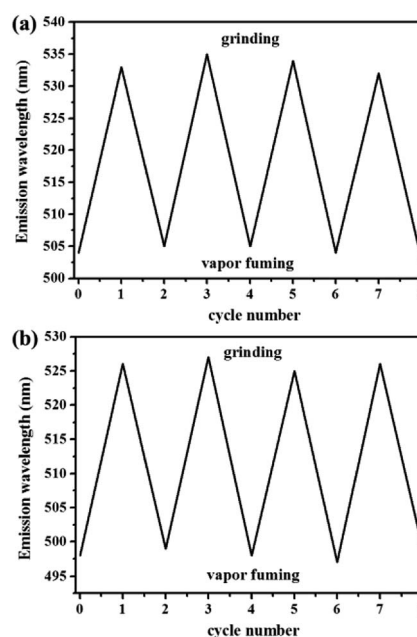 (a)
540
535
530
525
520
515
510
505
500
Emission wavelength (nm)
grinding
vapor fuming
0 1 2 3 4 5 6 7
cycle number
(b)
530
525
520
515
510
505
500
495
Emission wavelength (nm)
grinding
vapor fuming
0 1 2 3 4 5 6 7
cycle number